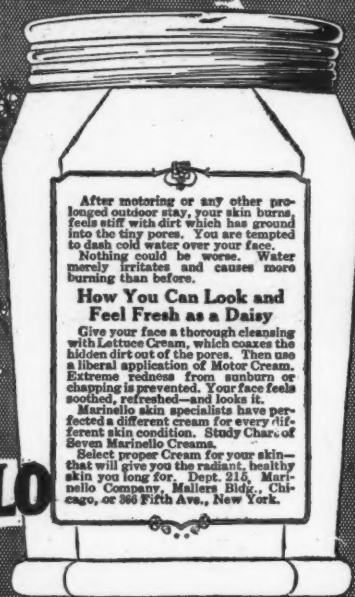 After motoring or any other pro-
longed outdoor stay, your skin burns,
feels stiff with dirt which has ground
into the tiny pores. You are tempted
to dash cold water over your face.
Nothing could be worse. Water
merely irritates and causes more
burning than before.
How You Can Look and
Feel Fresh as a Daisy
Give your face a thorough cleansing
with Lettuce Cream, which coaxes the
hidden dirt out of the pores. Then use
a liberal application of Motor Cream.
Extreme redness from sunburn or
chapping is prevented. Your face feels
soothed, refreshed—and looks it.
Marinello skin specialists have per-
fected a different cream for every dif-
ferent skin condition. Study Chart of
Seven Marinello Creams.
Select proper Cream for your skin—
that will give you the radiant, healthy
skin you long for. Dept. 215, Mari-
nello Company, Mallers Bldg., Chi-
cago, or 366 Fifth Ave., New York.
LO